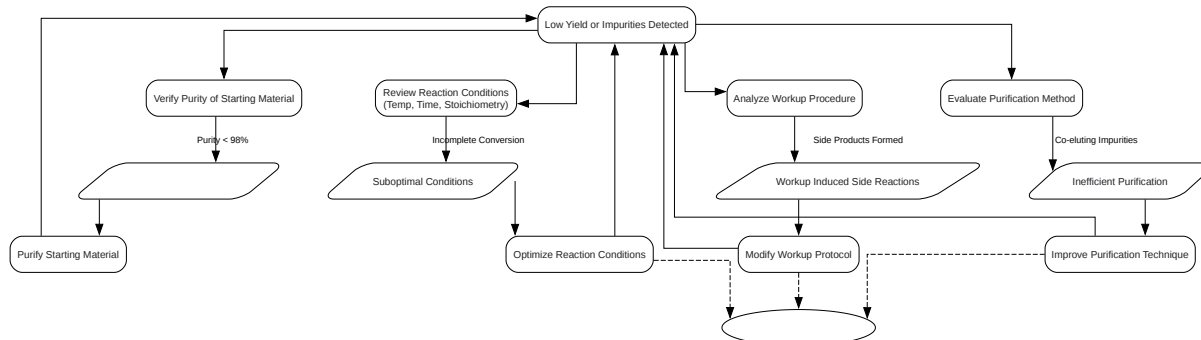 Low Yield or Impurities Detected
Verify Purity of Starting Material
Review Reaction Conditions
(Temp, Time, Stoichiometry)
Analyze Workup Procedure
Evaluate Purification Method
Purity < 98%
Incomplete Conversion
Side Products Formed
Co-eluting Impurities
Suboptimal Conditions
Workup Induced Side Reactions
Inefficient Purification
Purify Starting Material
Optimize Reaction Conditions
Modify Workup Protocol
Improve Purification Technique